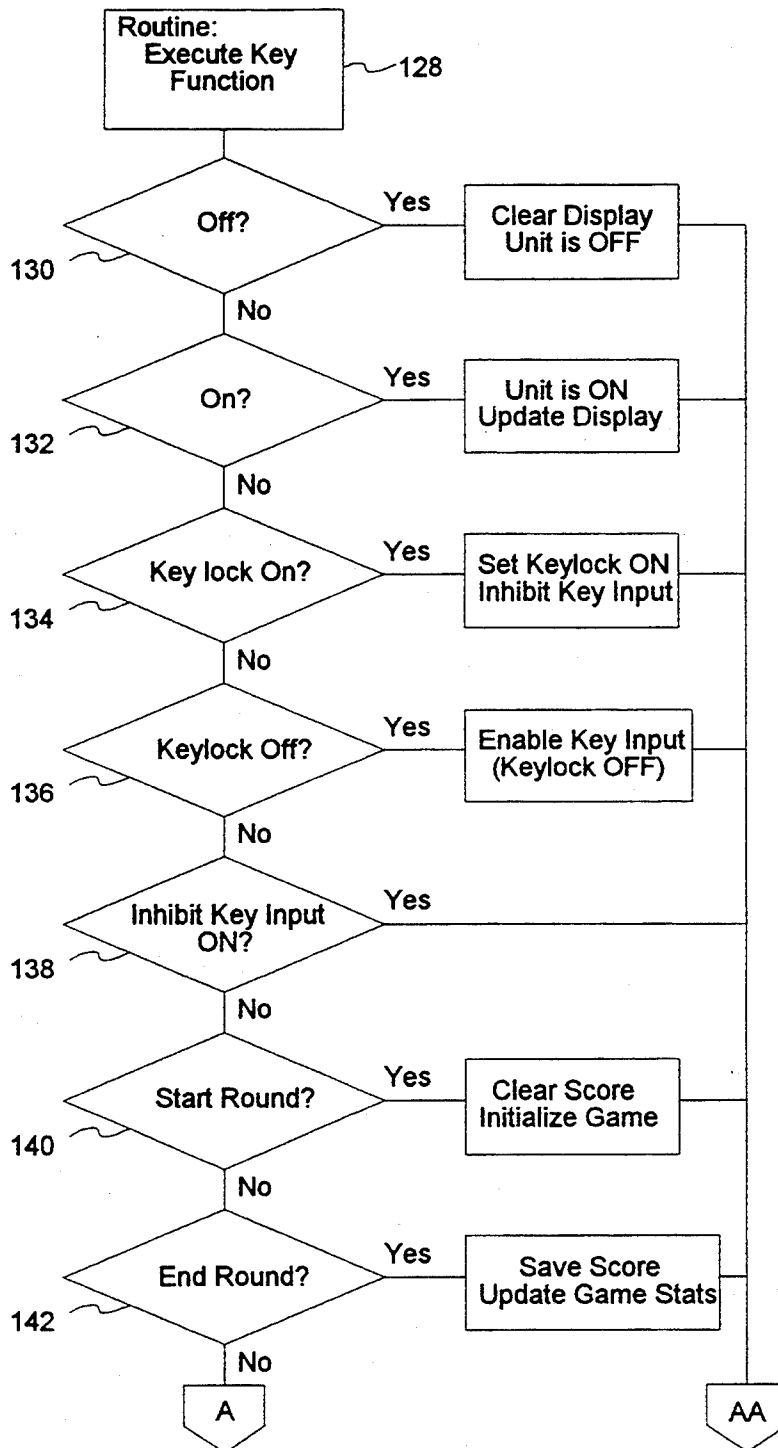 Routine:
Execute Key
Function
128
Off?
Yes
Clear Display
Unit is OFF
130
No
On?
Yes
Unit is ON
Update Display
132
No
Key lock On?
Yes
Set Keylock ON
Inhibit Key Input
134
No
Keylock Off?
Yes
Enable Key Input
(Keylock OFF)
136
No
Inhibit Key Input
ON?
Yes
138
No
Start Round?
Yes
Clear Score
Initialize Game
140
No
End Round?
Yes
Save Score
Update Game Stats
142
No
A
AA